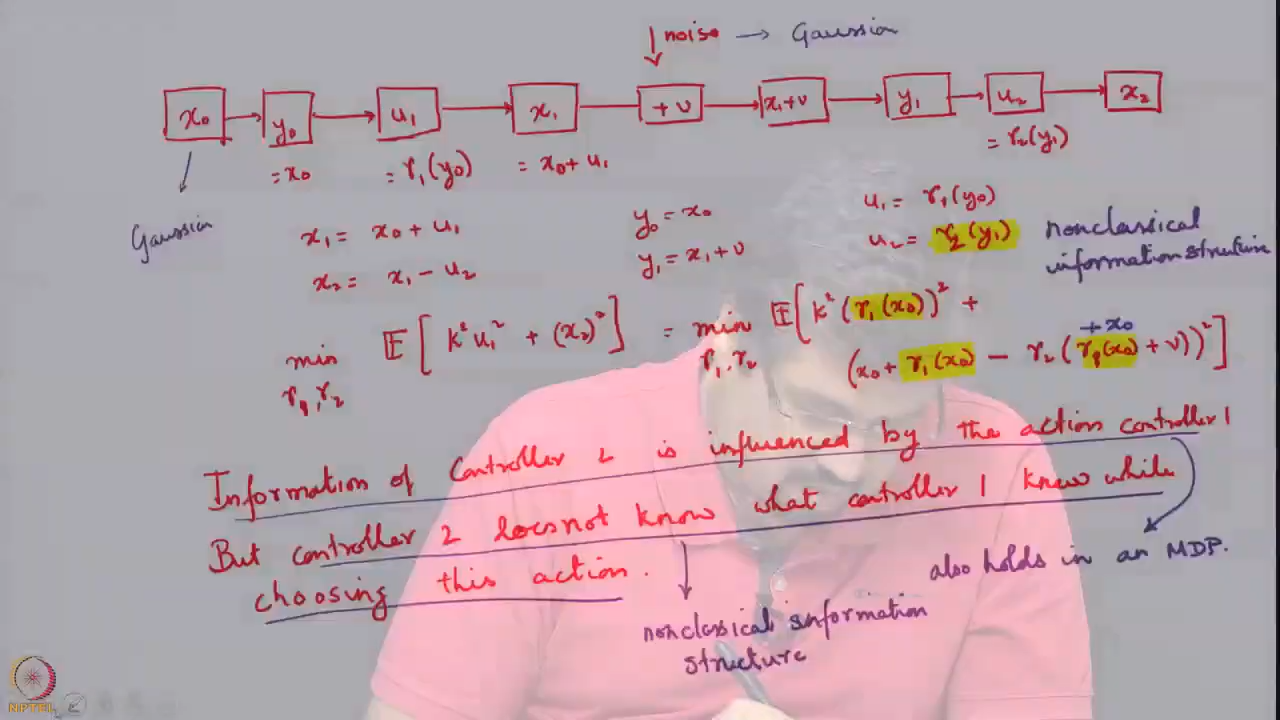 noise → Gaussian
x₀ → y₀ → u₁ → x₁ → + v → x₁+v → y₁ → u₂ → x₂
= x₀ = γ₁(y₀) = x₀ + u₁ = γ₂(y₁)
Gaussian
x₁ = x₀ + u₁ y₀ = x₀ u₁ = γ₁(y₀)
x₂ = x₁ - u₂ y₁ = x₁ + v u₂ = γ₂(y₁) nonclassical
information structure
min E[k²u₁² + (x₂)²] = min E[k²(γ₁(x₀))² +
γ₁,γ₂ γ₁,γ₂ (x₀ + γ₁(x₀) - γ₂(γ₁(x₀) + v))²]
+x₀
Information of Controller 2 is influenced by the action controller 1
But controller 2 does not know what controller 1 knew while
choosing this action.
also holds in an MDP.
nonclassical information
structure
NPTEL